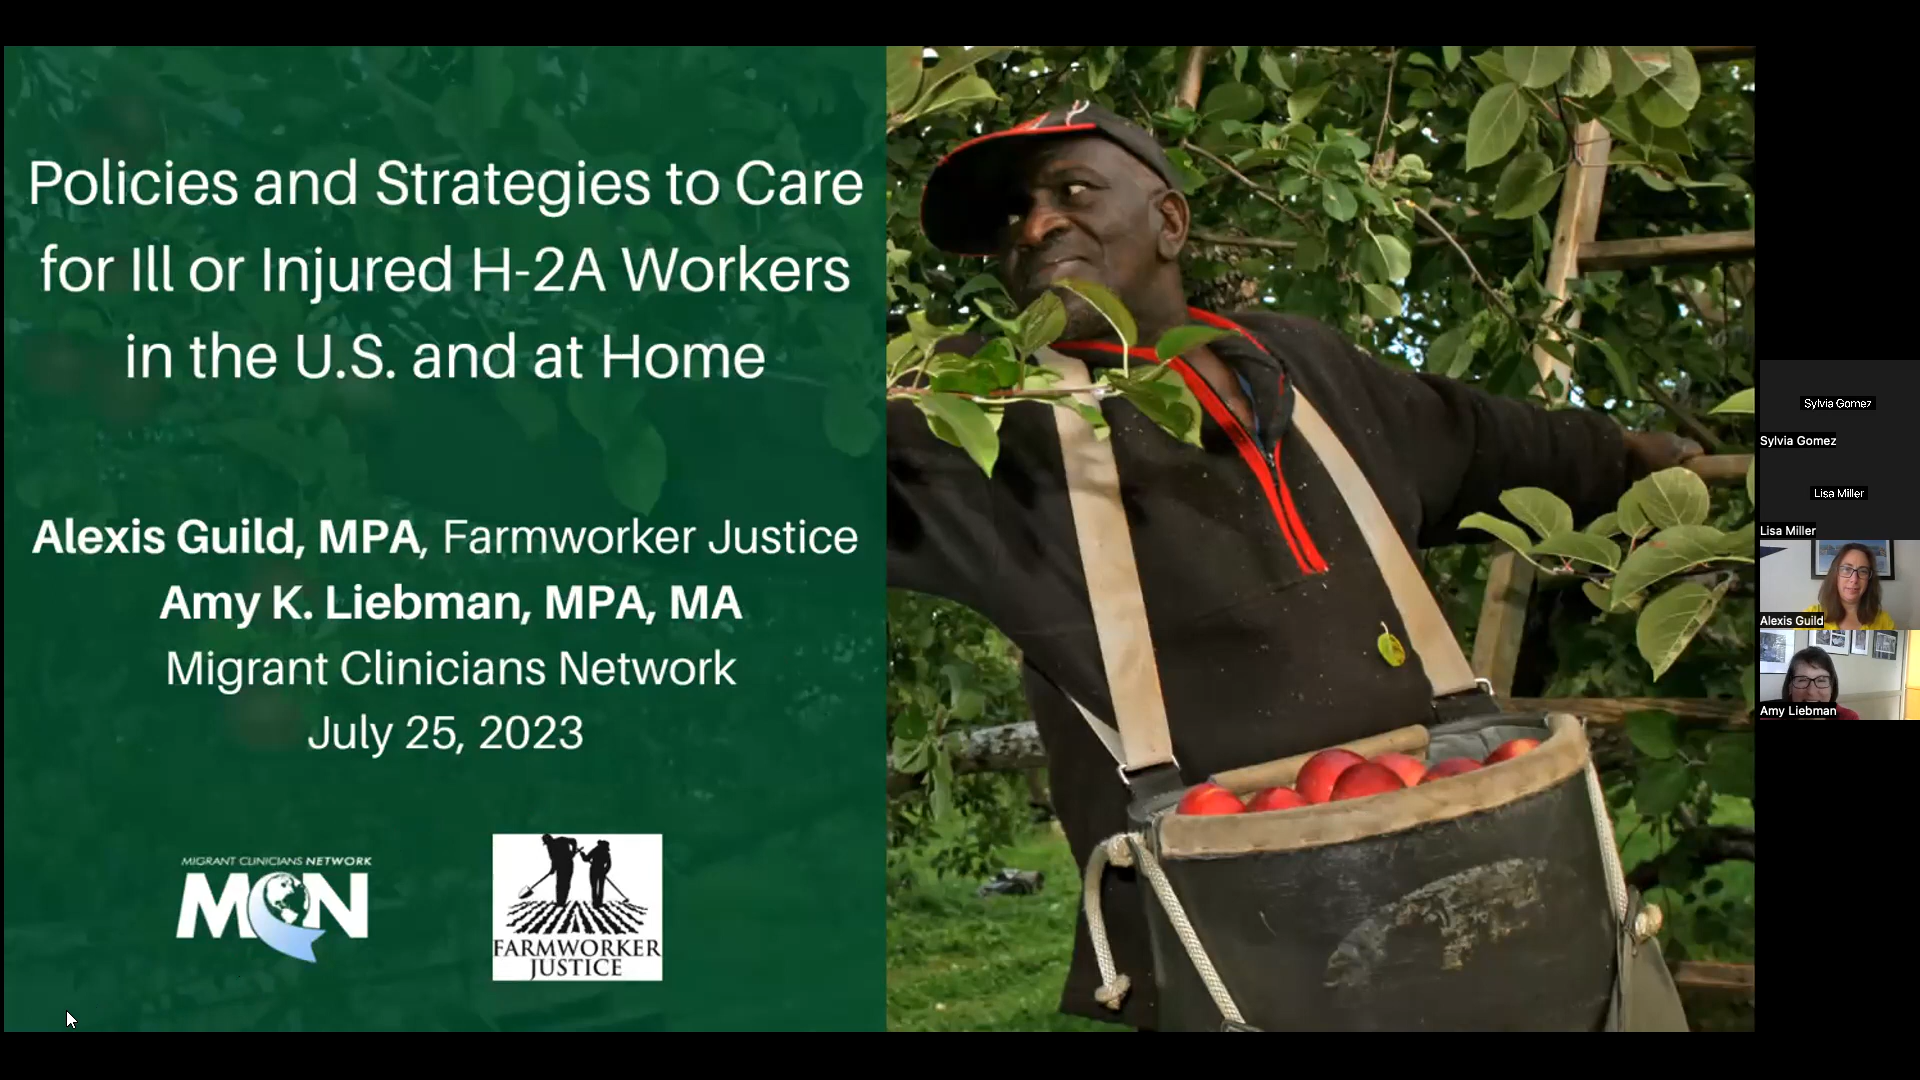 Policies and Strategies to Care
for Ill or Injured H-2A Workers
in the U.S. and at Home
Alexis Guild, MPA, Farmworker Justice
Amy K. Liebman, MPA, MA
Migrant Clinicians Network
July 25, 2023
MIGRANT CLINICIANS NETWORK
MCN
FARMWORKER
JUSTICE
Sylvia Gomez
Sylvia Gomez
Lisa Miller
Lisa Miller
Alexis Guild
Amy Liebman